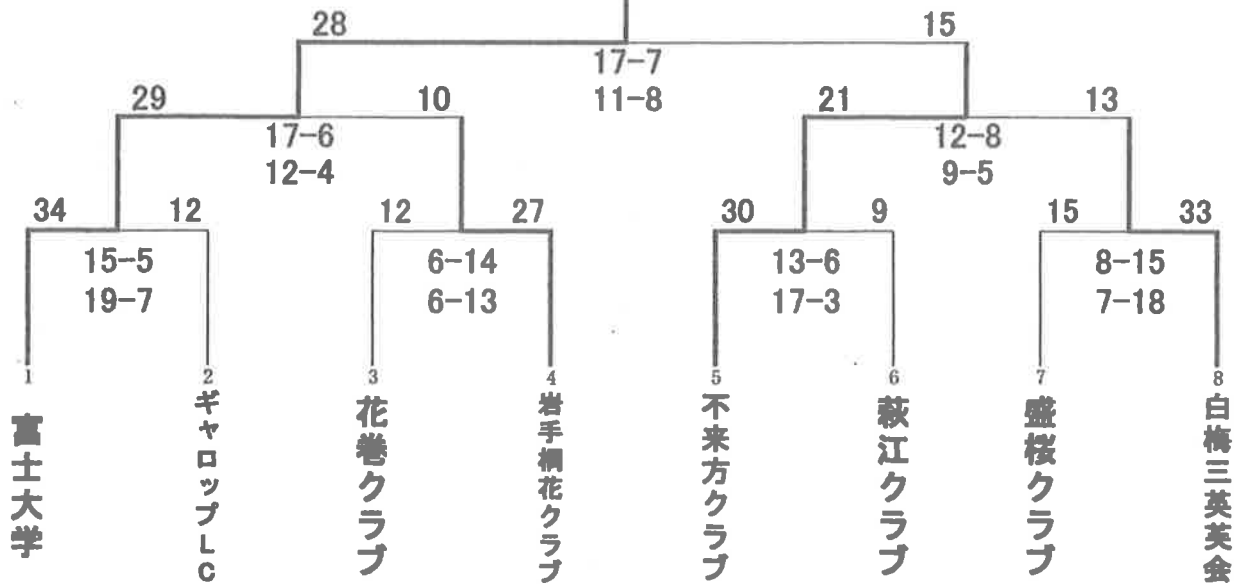 28 15
17-7
11-8
29 10 21 13
17-6 12-8
12-4 9-5
34 12 12 27 30 9 15 33
15-5 6-14 13-6 8-15
19-7 6-13 17-3 7-18
1 2 3 4 5 6 7 8
富士大学
ギャロップLC
花巻クラブ
岩手桐花クラブ
不来方クラブ
萩江クラブ
盛桜クラブ
白梅三英英会